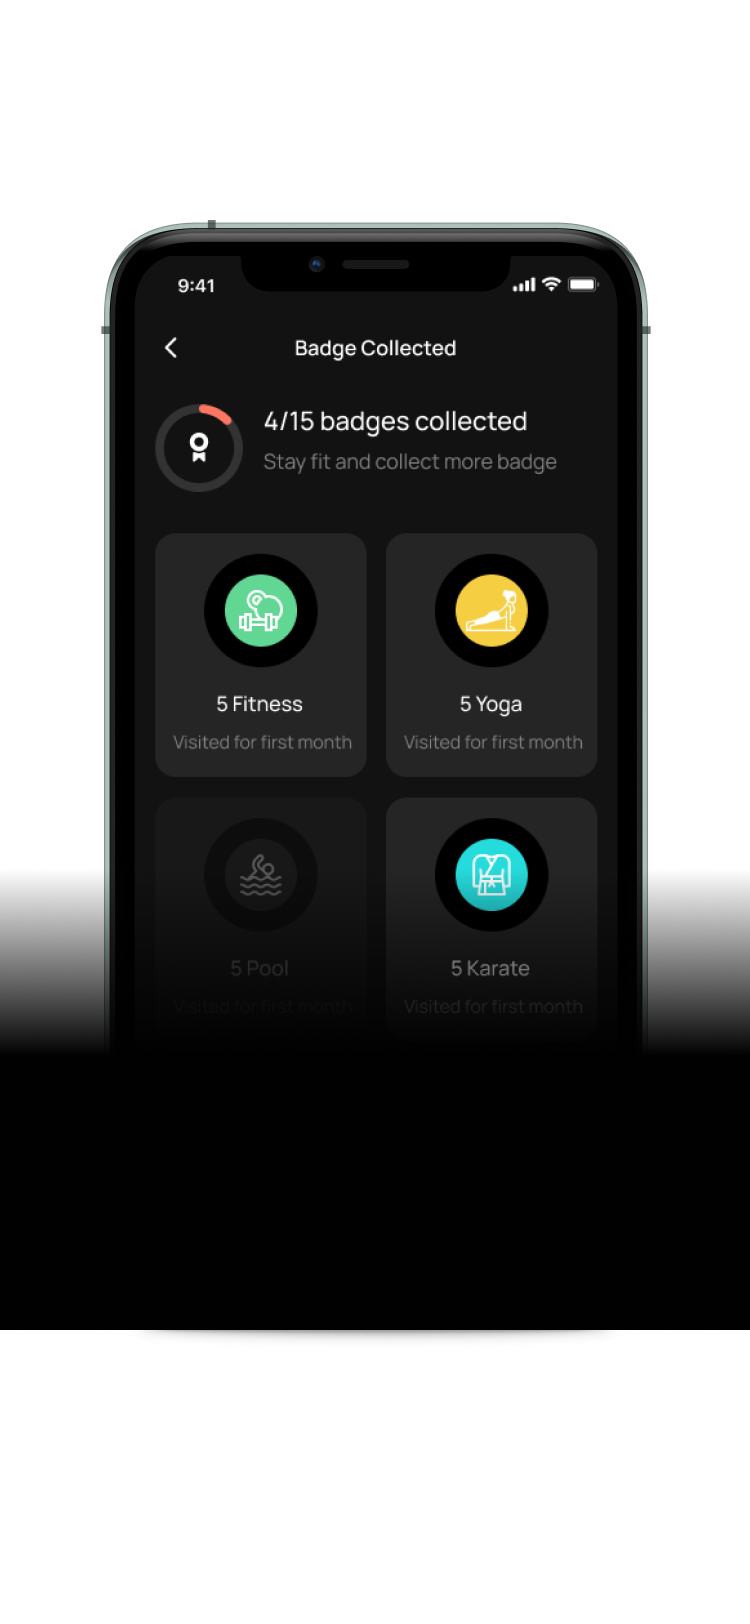 9:41
Badge Collected
4/15 badges collected
Stay fit and collect more badge
5 Fitness
5 Yoga
Visited for first month
Visited for first month
5 Pool
5 Karate
Visited for first month
Visited for first month